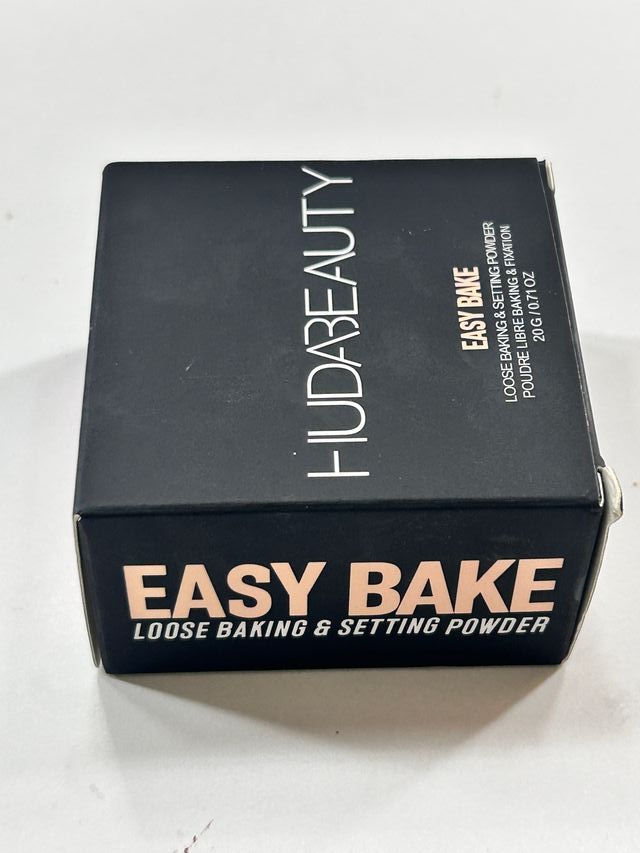 HUDABEAUTY
EASY BAKE
LOOSE BAKING & SETTING POWDER
POUDRE LIBRE BAKING & FIXATION
20 G / 0.71 OZ
EASY BAKE
LOOSE BAKING & SETTING POWDER